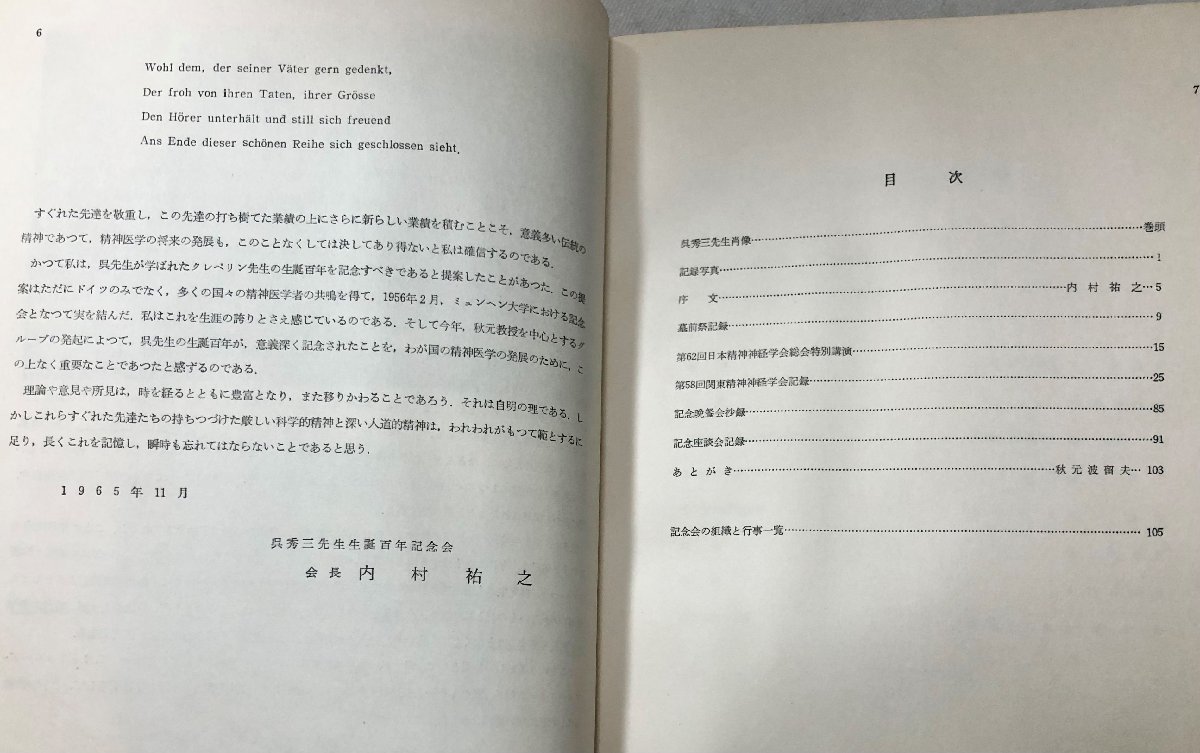 6
Wohl dem, der seiner Väter gern gedenkt,
Der froh von ihren Taten, ihrer Grösse
Den Hörer unterhält und still sich freuend
Ans Ende dieser schönen Reihe sich geschlossen sieht.
すぐれた先達を敬重し，この先達の打ち樹てた業績の上にさらに新らしい業績を積むことこそ，意義多い伝統の
精神であつて，精神医学の将来の発展も，このことなくしては決してあり得ないと私は確信するのである．
かつて私は，呉先生が学ばれたクレペリン先生の生誕百年を記念すべきであると提案したことがあつた．この提
案はただにドイツのみでなく，多くの国々の精神医学者の共鳴を得て，1956年2月，ミュンヘン大学における記念
会となつて実を結んだ．私はこれを生涯の誇りとさえ感じているのである．そして今年，秋元教授を中心とするグ
ループの発起によつて，呉先生の生誕百年が，意義深く記念されたことを，わが国の精神医学の発展のために，こ
の上なく重要なことであつたと感ずるのである．
理論や意見や所見は，時を経るとともに豊富となり，また移りかわることであろう．それは自明の理である．し
かしこれらすぐれた先達たちの持ちつづけた厳しい科学的精神と深い人道的精神は，われわれがもつて範とするに
足り，長くこれを記憶し，瞬時も忘れてはならないことであると思う．
1965年11月
呉秀三先生生誕百年記念会
会長 内村祐之
7
目次
呉秀三先生肖像……巻頭
記録写真……1
序文……内村祐之…5
墓前祭記録……9
第62回日本精神神経学会総会特別講演……15
第58回関東精神神経学会記録……25
記念晩餐会抄録……85
記念座談会記録……91
あとがき……秋元波留夫…103
記念会の組織と行事一覧……105